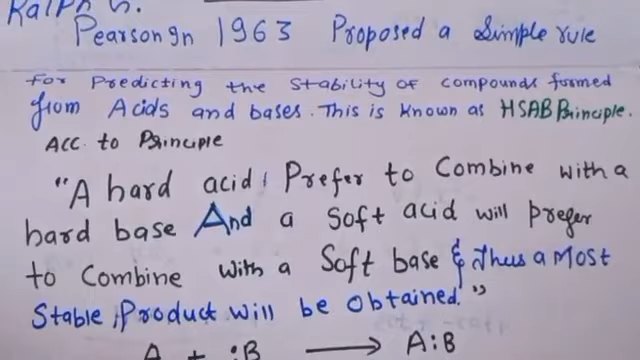 Ralph G.
Pearson In 1963 Proposed a Simple rule
for Predicting the Stability of compounds formed
from Acids and bases. This is known as HSAB Principle.
Acc. to Principle
"A hard acid, Prefer to Combine with a
hard base And a soft acid will prefer
to Combine with a Soft base & Thus a Most
Stable Product will be Obtained."
A + :B ⟶ A:B